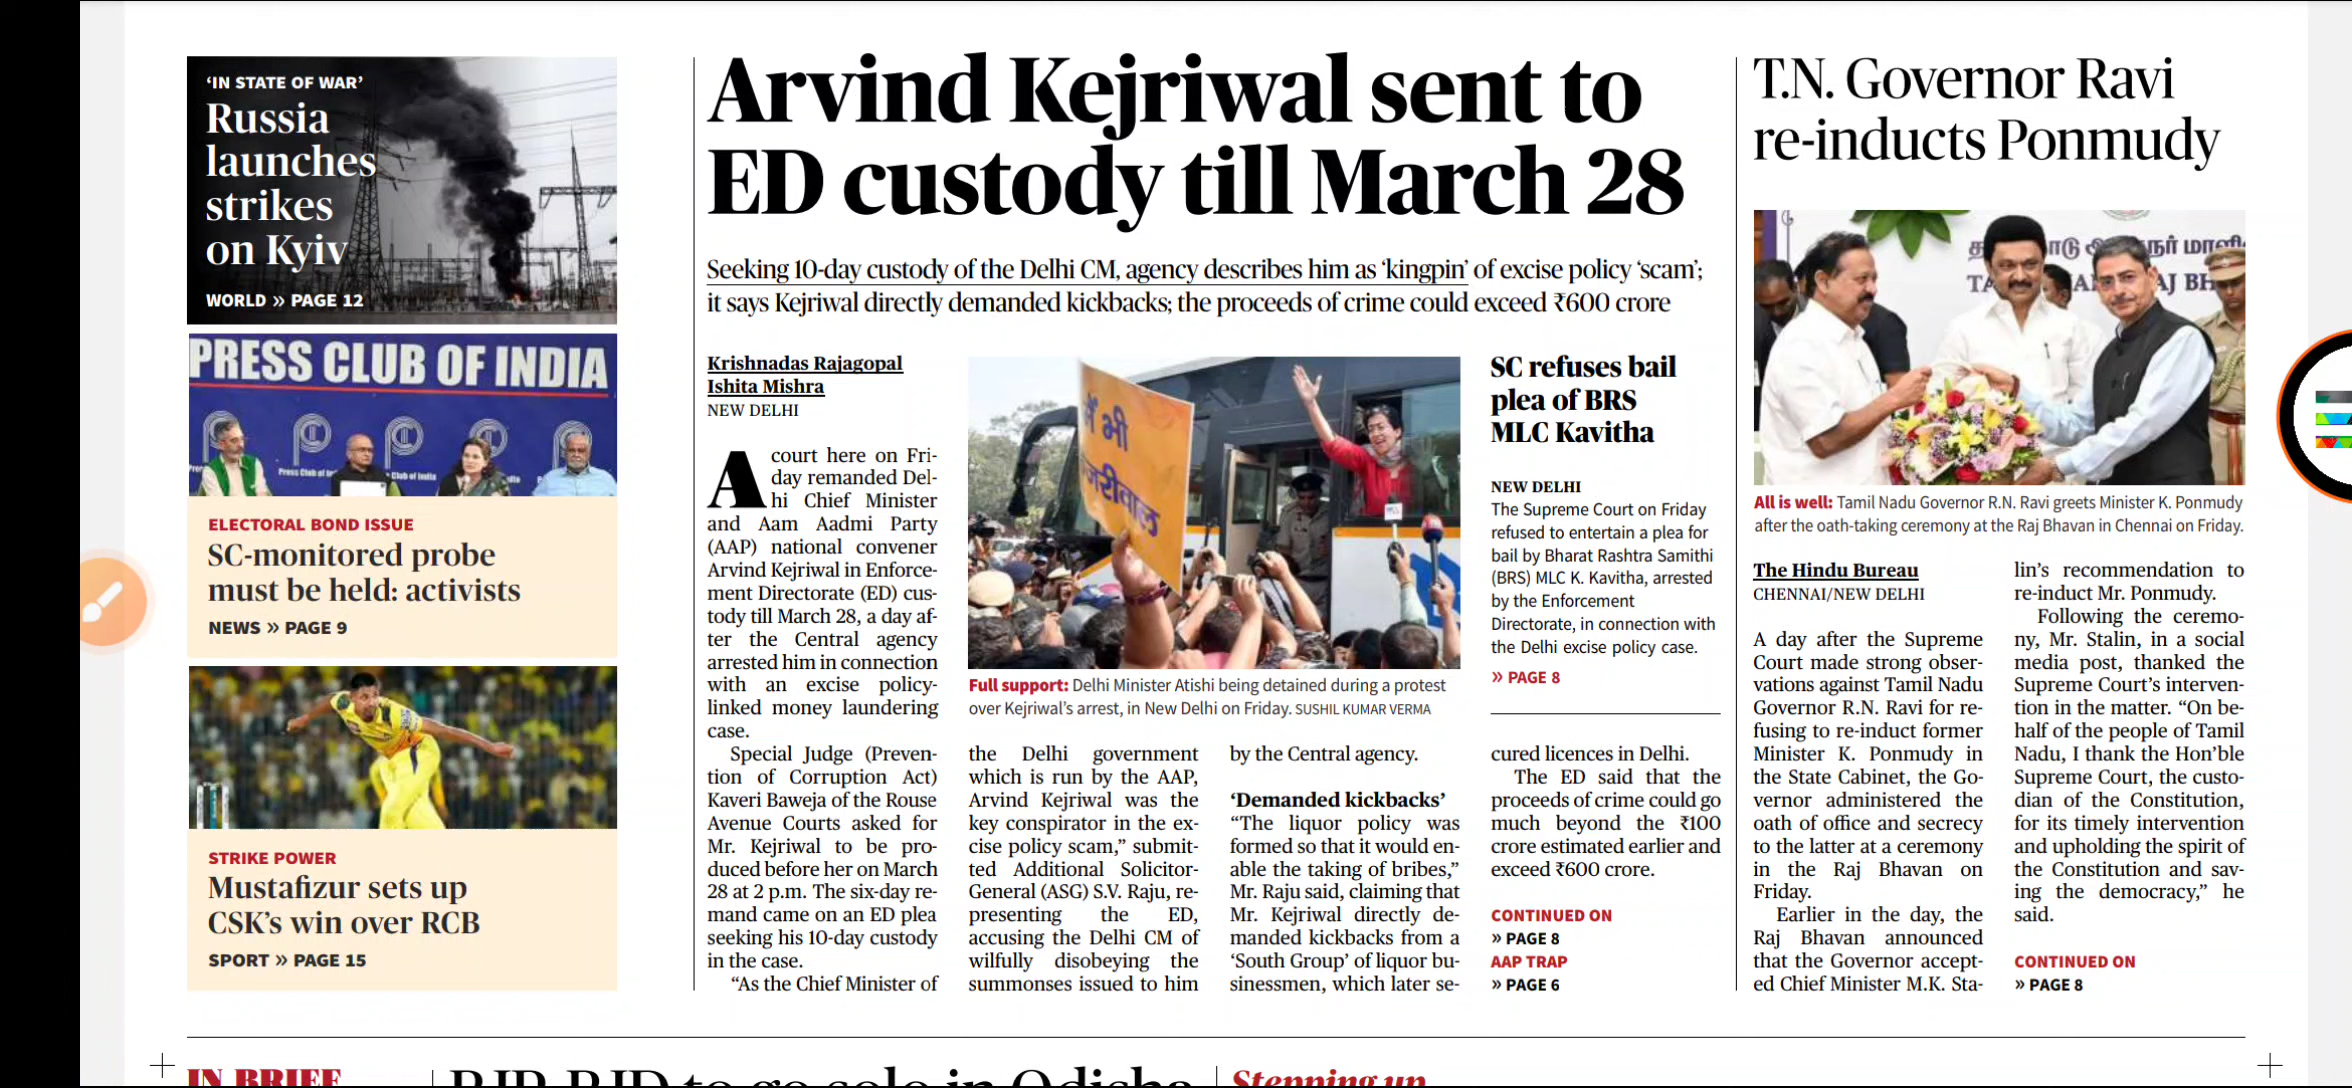 ‘IN STATE OF WAR’
Russia
launches
strikes
on Kyiv
WORLD » PAGE 12
PRESS CLUB OF INDIA
Press Club of
Club of India
ELECTORAL BOND ISSUE
SC-monitored probe
must be held: activists
NEWS » PAGE 9
STRIKE POWER
Mustafizur sets up
CSK’s win over RCB
SPORT » PAGE 15
Arvind Kejriwal sent to
ED custody till March 28
Seeking 10-day custody of the Delhi CM, agency describes him as ‘kingpin’ of excise policy ‘scam’;
it says Kejriwal directly demanded kickbacks; the proceeds of crime could exceed ₹600 crore
Krishnadas Rajagopal
Ishita Mishra
NEW DELHI
A court here on Fri-
day remanded Del-
hi Chief Minister
and Aam Aadmi Party
(AAP) national convener
Arvind Kejriwal in Enforce-
ment Directorate (ED) cus-
tody till March 28, a day af-
ter the Central agency
arrested him in connection
with an excise policy-
linked money laundering
case.
Special Judge (Preven-
tion of Corruption Act)
Kaveri Baweja of the Rouse
Avenue Courts asked for
Mr. Kejriwal to be pro-
duced before her on March
28 at 2 p.m. The six-day re-
mand came on an ED plea
seeking his 10-day custody
in the case.
“As the Chief Minister of
मैं भी
Full support: Delhi Minister Atishi being detained during a protest
over Kejriwal’s arrest, in New Delhi on Friday. SUSHIL KUMAR VERMA
the Delhi government
which is run by the AAP,
Arvind Kejriwal was the
key conspirator in the ex-
cise policy scam,” submit-
ted Additional Solicitor-
General (ASG) S.V. Raju, re-
presenting the ED,
accusing the Delhi CM of
wilfully disobeying the
summonses issued to him
by the Central agency.
‘Demanded kickbacks’
“The liquor policy was
formed so that it would en-
able the taking of bribes,”
Mr. Raju said, claiming that
Mr. Kejriwal directly de-
manded kickbacks from a
‘South Group’ of liquor bu-
sinessmen, which later se-
SC refuses bail
plea of BRS
MLC Kavitha
NEW DELHI
The Supreme Court on Friday
refused to entertain a plea for
bail by Bharat Rashtra Samithi
(BRS) MLC K. Kavitha, arrested
by the Enforcement
Directorate, in connection with
the Delhi excise policy case.
» PAGE 8
cured licences in Delhi.
The ED said that the
proceeds of crime could go
much beyond the ₹100
crore estimated earlier and
exceed ₹600 crore.
CONTINUED ON
» PAGE 8
AAP TRAP
» PAGE 6
T.N. Governor Ravi
re-inducts Ponmudy
All is well: Tamil Nadu Governor R.N. Ravi greets Minister K. Ponmudy
after the oath-taking ceremony at the Raj Bhavan in Chennai on Friday.
The Hindu Bureau
CHENNAI/NEW DELHI
A day after the Supreme
Court made strong obser-
vations against Tamil Nadu
Governor R.N. Ravi for re-
fusing to re-induct former
Minister K. Ponmudy in
the State Cabinet, the Go-
vernor administered the
oath of office and secrecy
to the latter at a ceremony
in the Raj Bhavan on
Friday.
Earlier in the day, the
Raj Bhavan announced
that the Governor accept-
ed Chief Minister M.K. Sta-
lin’s recommendation to
re-induct Mr. Ponmudy.
Following the ceremo-
ny, Mr. Stalin, in a social
media post, thanked the
Supreme Court’s interven-
tion in the matter. “On be-
half of the people of Tamil
Nadu, I thank the Hon’ble
Supreme Court, the custo-
dian of the Constitution,
for its timely intervention
and upholding the spirit of
the Constitution and sav-
ing the democracy,” he
said.
CONTINUED ON
» PAGE 8
IN BRIEF
BJP, BJD to go solo in Odisha
Stepping up